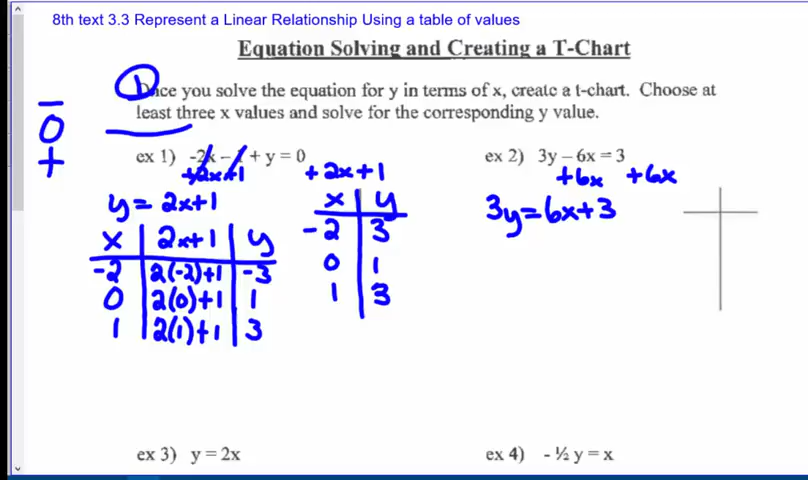 8th text 3.3 Represent a Linear Relationship Using a table of values
Equation Solving and Creating a T-Chart
1
Once you solve the equation for y in terms of x, create a t-chart. Choose at
least three x values and solve for the corresponding y value.
−
0
+
ex 1) -2x – 1 + y = 0
+2x+1 +2x+1
y = 2x+1
x | 2x+1 | y
-2 | 2(-2)+1 | -3
0 | 2(0)+1 | 1
1 | 2(1)+1 | 3
x | y
-2 | 3
0 | 1
1 | 3
ex 2) 3y – 6x = 3
+6x +6x
3y=6x+3
ex 3) y = 2x
ex 4) - ½ y = x